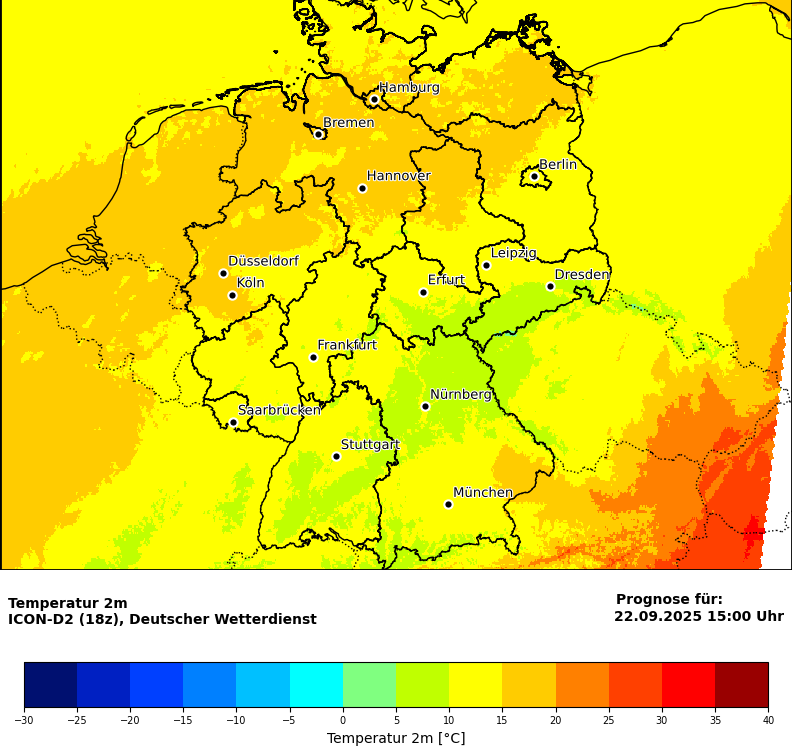 Hamburg
Bremen
Berlin
Hannover
Leipzig
Düsseldorf
Dresden
Köln
Erfurt
Frankfurt
Nürnberg
Saarbrücken
Stuttgart
München
Temperatur 2m
ICON-D2 (18z), Deutscher Wetterdienst
Prognose für:
22.09.2025 15:00 Uhr
−30 −25 −20 −15 −10 −5 0 5 10 15 20 25 30 35 40
Temperatur 2m [°C]